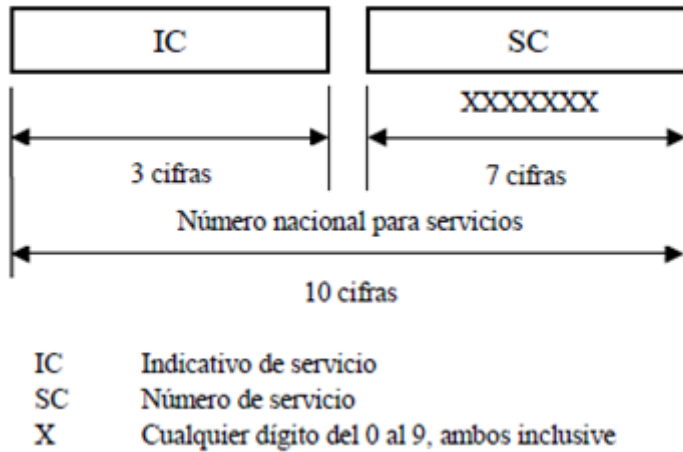 IC SC
XXXXXXX
3 cifras 7 cifras
Número nacional para servicios
10 cifras
IC Indicativo de servicio
SC Número de servicio
X Cualquier dígito del 0 al 9, ambos inclusive